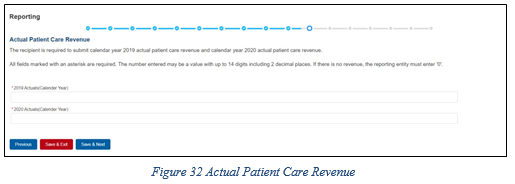 Reporting
Actual Patient Care Revenue
The recipient is required to submit calendar year 2019 actual patient care revenue and calendar year 2020 actual patient care revenue.
All fields marked with an asterisk are required. The number entered may be a value with up to 14 digits including 2 decimal places. If there is no revenue, the reporting entity must enter '0'.
*2019 Actuals(Calendar Year)
*2020 Actuals(Calendar Year)
Previous Save & Exit Save & Next
Figure 32 Actual Patient Care Revenue